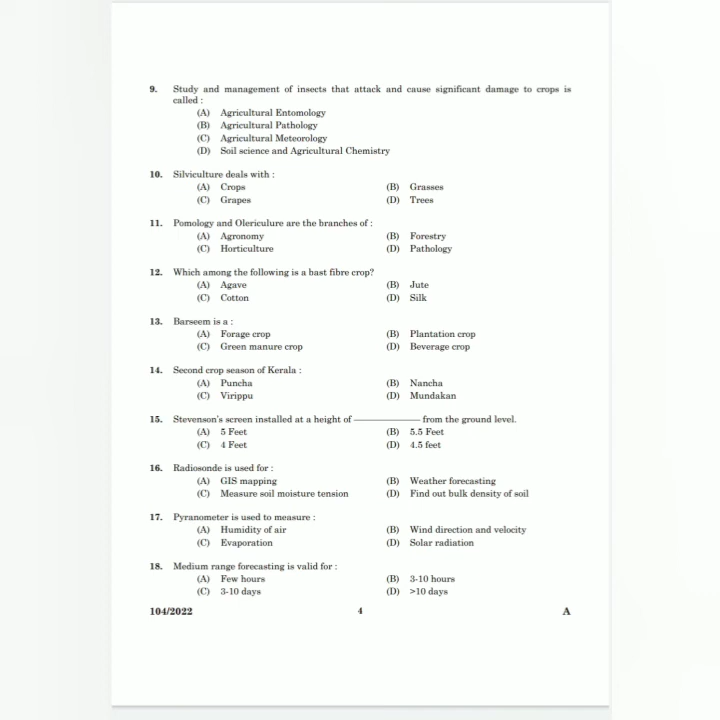 9. Study and management of insects that attack and cause significant damage to crops is
called :
(A) Agricultural Entomology
(B) Agricultural Pathology
(C) Agricultural Meteorology
(D) Soil science and Agricultural Chemistry
10. Silviculture deals with :
(A) Crops (B) Grasses
(C) Grapes (D) Trees
11. Pomology and Olericulure are the branches of :
(A) Agronomy (B) Forestry
(C) Horticulture (D) Pathology
12. Which among the following is a bast fibre crop?
(A) Agave (B) Jute
(C) Cotton (D) Silk
13. Barseem is a :
(A) Forage crop (B) Plantation crop
(C) Green manure crop (D) Beverage crop
14. Second crop season of Kerala :
(A) Puncha (B) Nancha
(C) Virippu (D) Mundakan
15. Stevenson's screen installed at a height of ————— from the ground level.
(A) 5 Feet (B) 5.5 Feet
(C) 4 Feet (D) 4.5 feet
16. Radiosonde is used for :
(A) GIS mapping (B) Weather forecasting
(C) Measure soil moisture tension (D) Find out bulk density of soil
17. Pyranometer is used to measure :
(A) Humidity of air (B) Wind direction and velocity
(C) Evaporation (D) Solar radiation
18. Medium range forecasting is valid for :
(A) Few hours (B) 3-10 hours
(C) 3-10 days (D) >10 days
104/2022 4 A